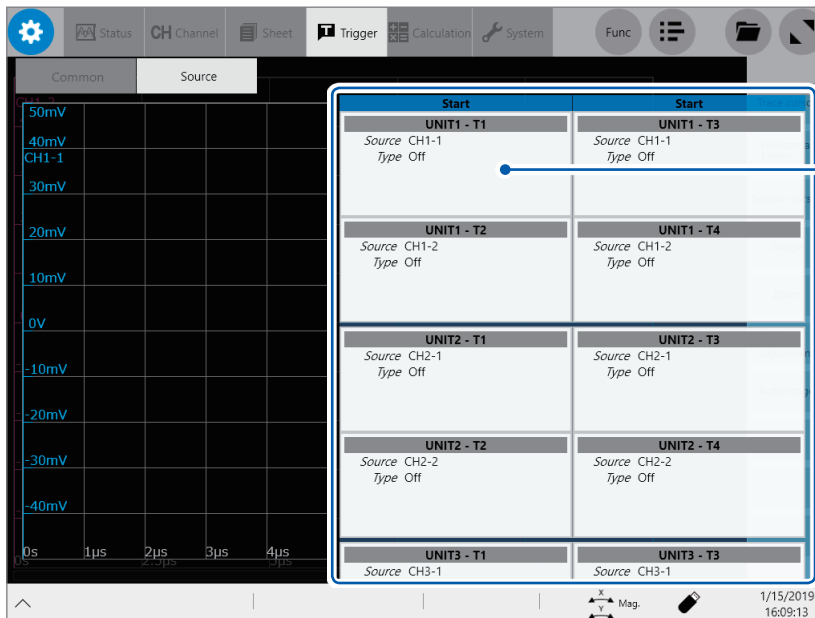 Status CH Channel Sheet Trigger Calculation System Func
Common Source
50mV
40mV
CH1-1
30mV
20mV
10mV
0V
-10mV
-20mV
-30mV
-40mV
0s 1µs 2µs 3µs 4µs
0s 2.5µs 5µs
Start Start
UNIT1 - T1 UNIT1 - T3
Source CH1-1 Source CH1-1
Type Off Type Off
UNIT1 - T2 UNIT1 - T4
Source CH1-2 Source CH1-2
Type Off Type Off
UNIT2 - T1 UNIT2 - T3
Source CH2-1 Source CH2-1
Type Off Type Off
UNIT2 - T2 UNIT2 - T4
Source CH2-2 Source CH2-2
Type Off Type Off
UNIT3 - T1 UNIT3 - T3
Source CH3-1 Source CH3-1
X
Y
Mag.
1/15/2019
16:09:13